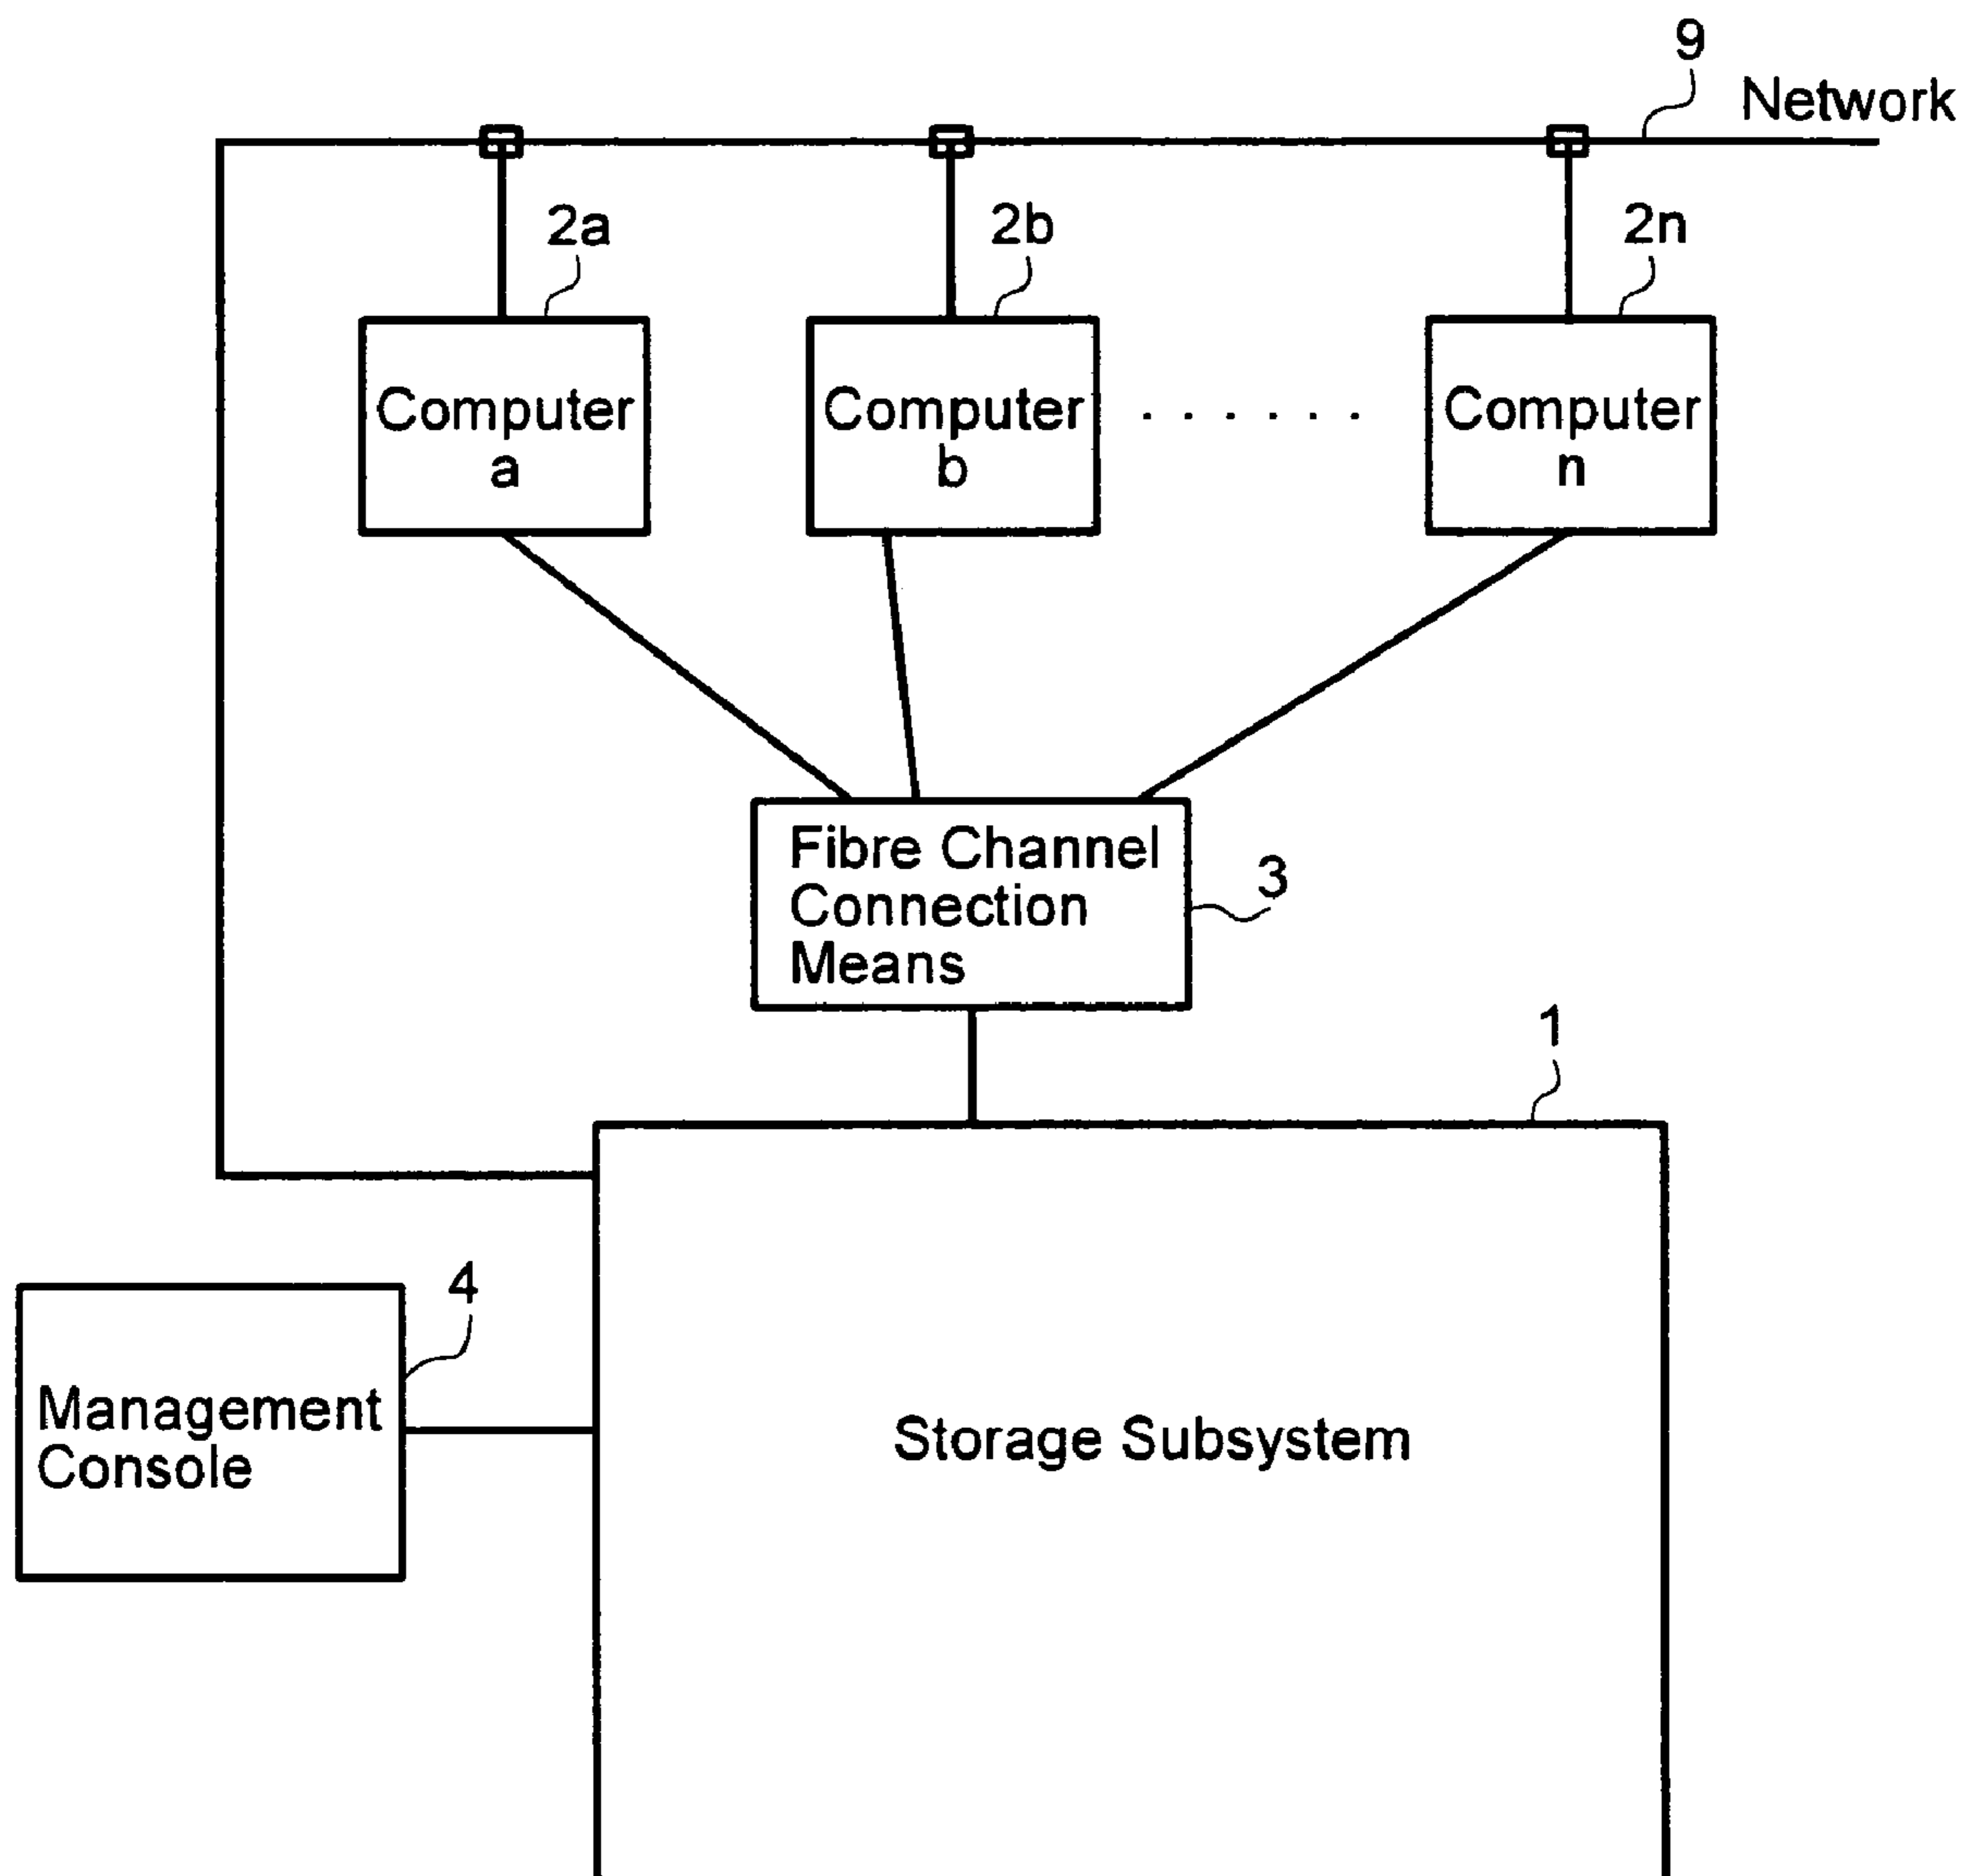 9
Network
2a
2b
2n
Computer
a
Computer
b
. . . . . .
Computer
n
Fibre Channel
Connection
Means
3
1
4
Management
Console
Storage Subsystem